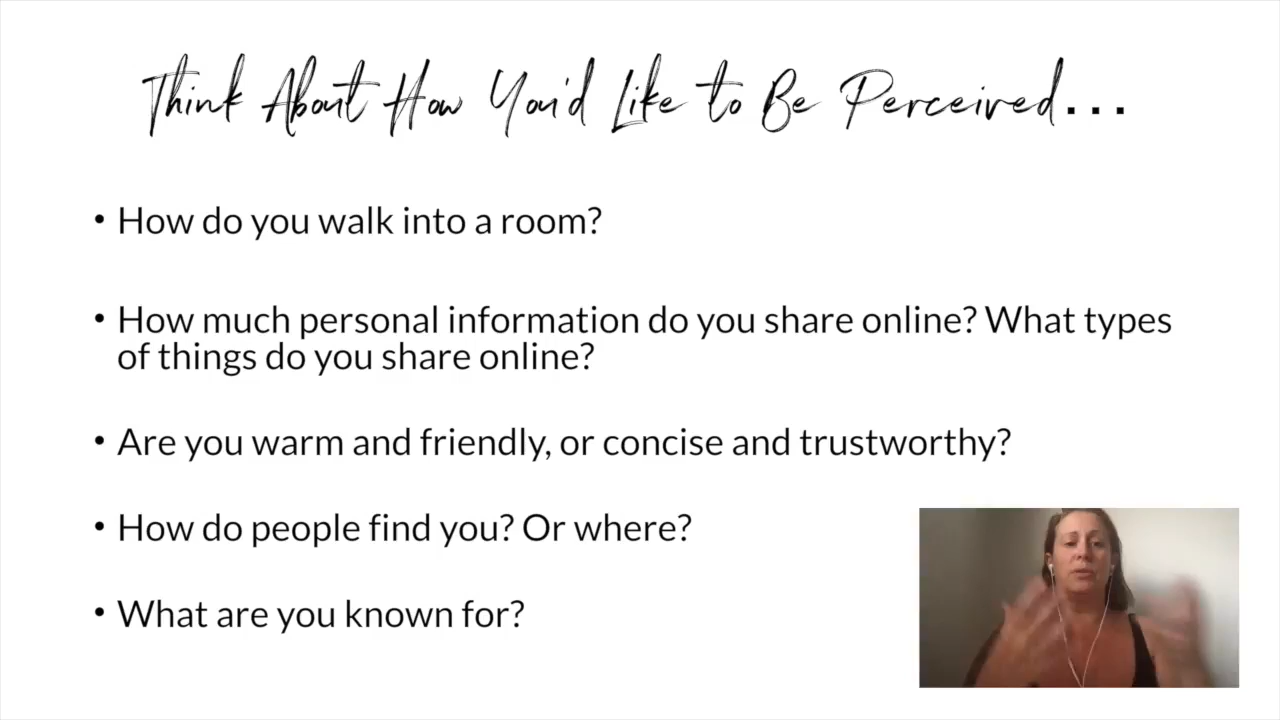 Think About How You'd Like to Be Perceived...
• How do you walk into a room?
• How much personal information do you share online? What types
of things do you share online?
• Are you warm and friendly, or concise and trustworthy?
• How do people find you? Or where?
• What are you known for?